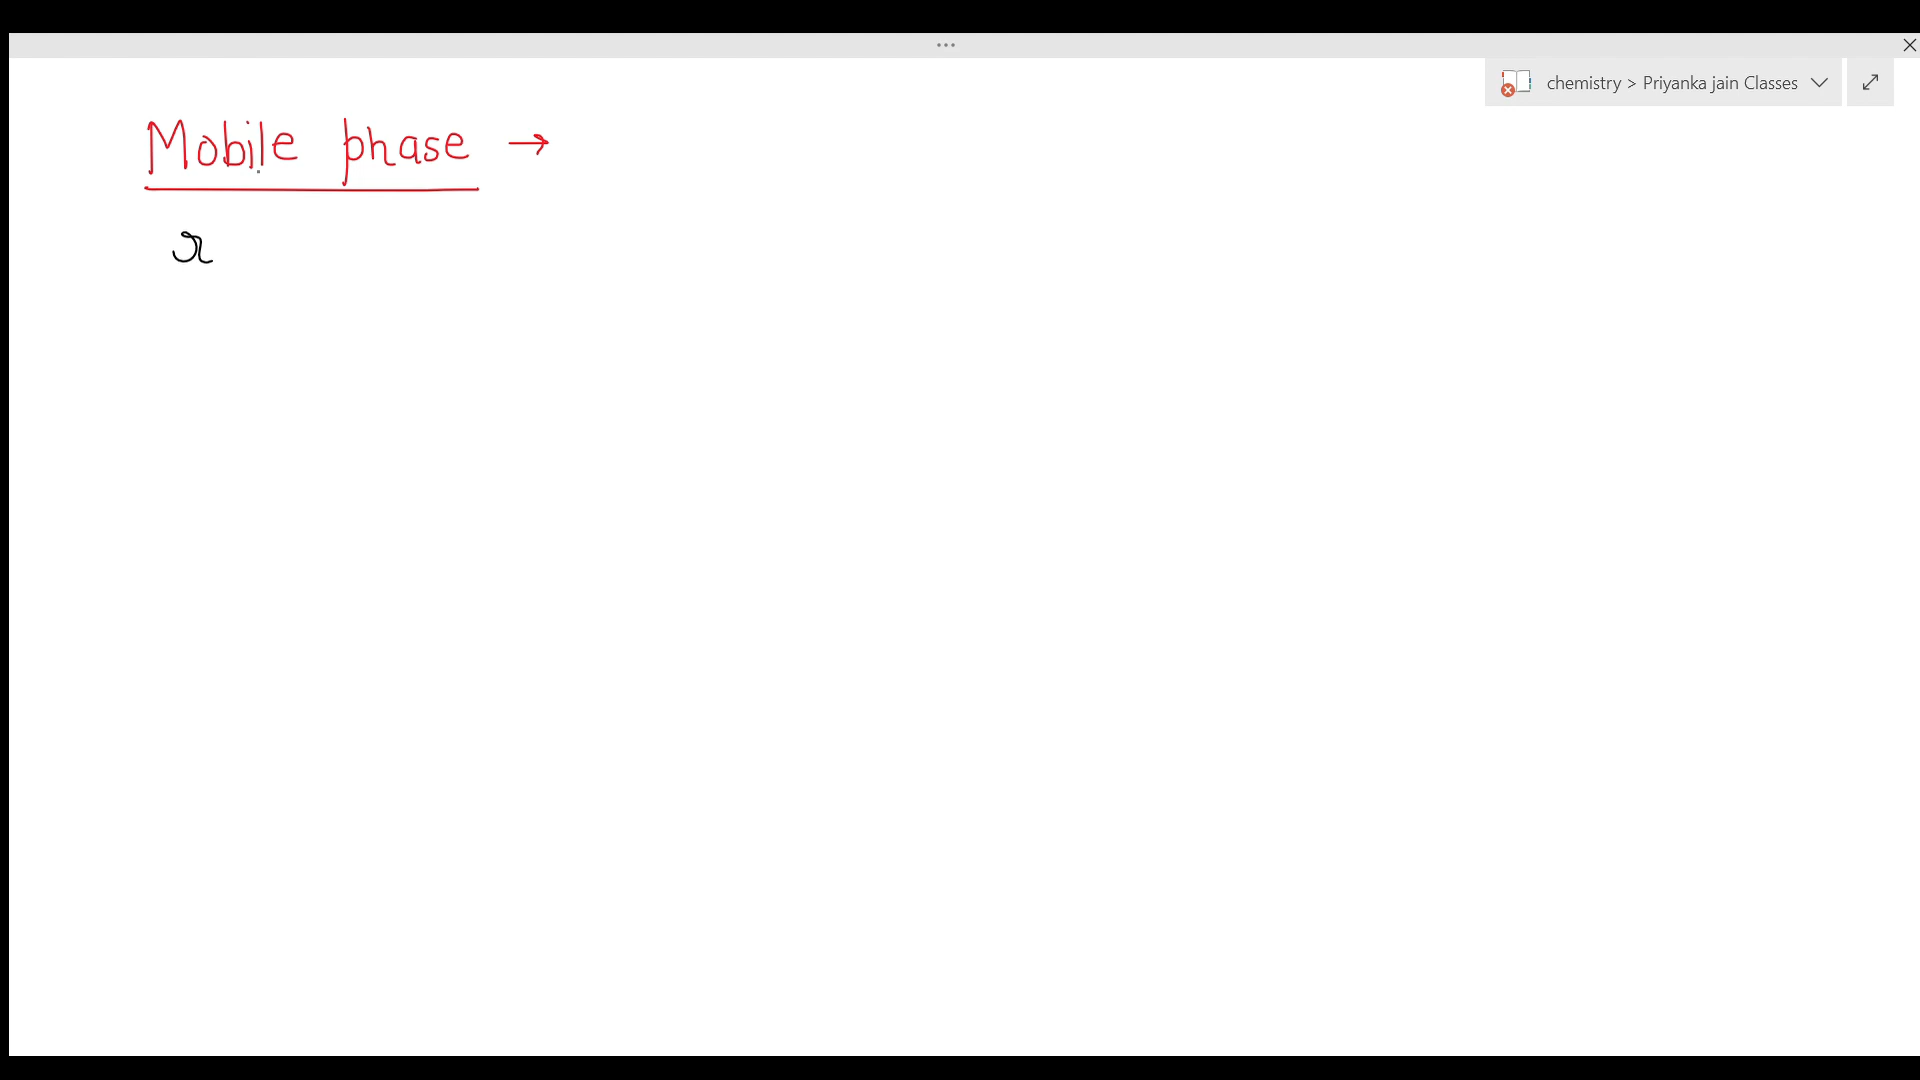 chemistry > Priyanka jain Classes
Mobile phase →